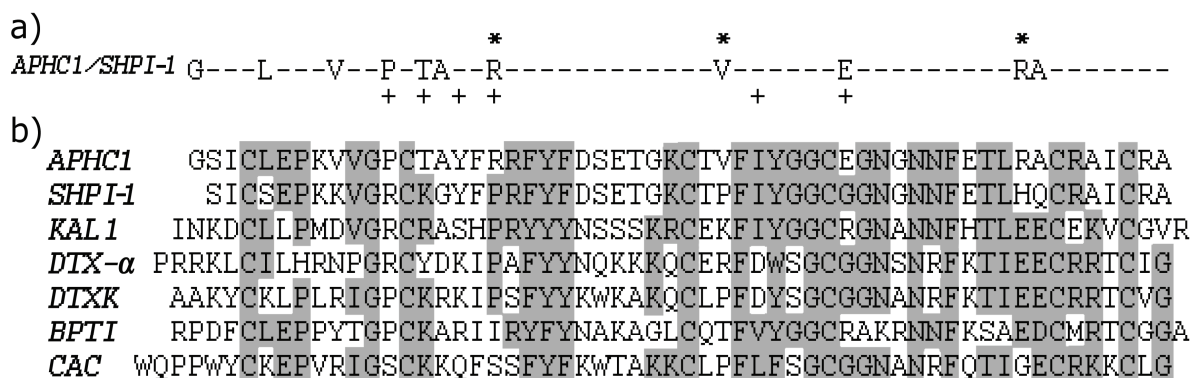 a)
* * *
APHC1/SHPI-1 G---L---V--P-TA--R------------V------E---------RA-------
+ + + + + +
b)
APHC1 GSICLEPKVVGPCTAYFRRFYFDSETGKCTVFIYGGCEGNGNNFETLRACRAICRA
SHPI-1 SICSEPKKVGRCKGYFPRFYFDSETGKCTPFIYGGCGGNGNNFETLHQCRAICRA
KAL1 INKDCLLPMDVGRCRASHPRYYYNSSSKRCEKFIYGGCRGNANNFHTLEECEKVCGVR
DTX-α PRRKLCILHRNPGRCYDKIPAFYYNQKKKQCERFDWSGCGGNSNRFKTIEECRRTCIG
DTXK AAKYCKLPLRIGPCKRKIPSFYYKWKAKQCLPFDYSGCGGNANRFKTIEECRRTCVG
BPTI RPDFCLEPPYTGPCKARIIRYFYNAKAGLCQTFVYGGCRAKRNNFKSAEDCMRTCGGA
CAC WQPPWYCKEPVRIGSCKKQFSSFYFKWTAKKCLPFLFSGCGGNANRFQTIGECRKKCLG